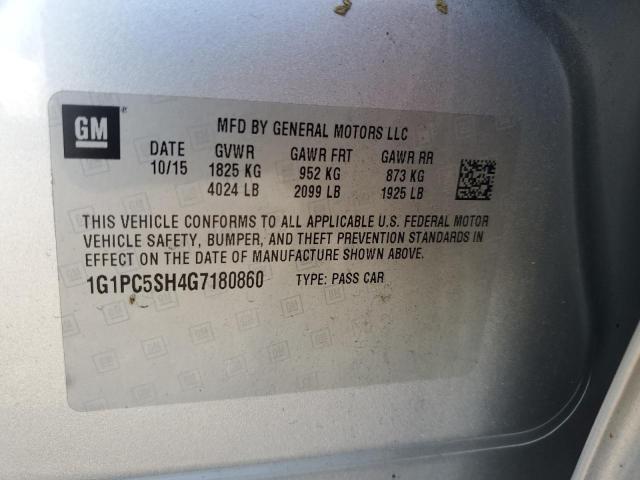 GM
MFD BY GENERAL MOTORS LLC
DATE GVWR GAWR FRT GAWR RR
10/15 1825 KG 952 KG 873 KG
4024 LB 2099 LB 1925 LB
THIS VEHICLE CONFORMS TO ALL APPLICABLE U.S. FEDERAL MOTOR
VEHICLE SAFETY, BUMPER, AND THEFT PREVENTION STANDARDS IN
EFFECT ON THE DATE OF MANUFACTURE SHOWN ABOVE.
1G1PC5SH4G7180860 TYPE: PASS CAR